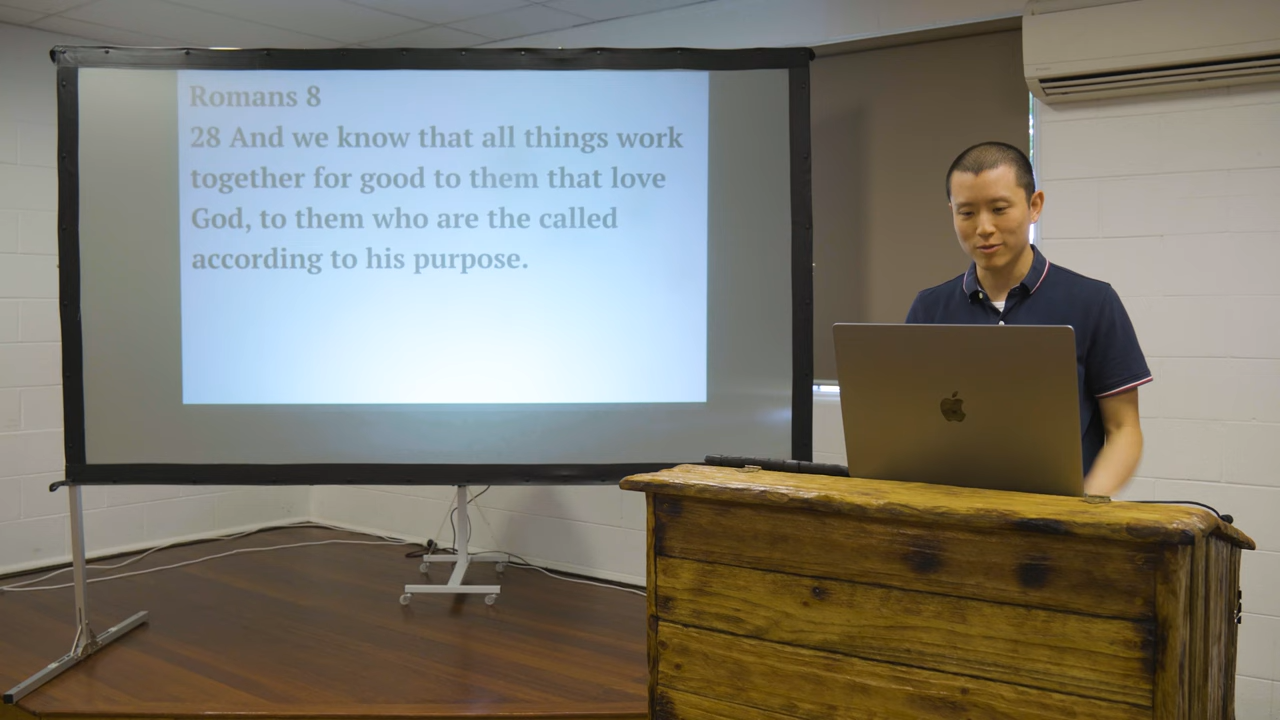 Romans 8
28 And we know that all things work
together for good to them that love
God, to them who are the called
according to his purpose.